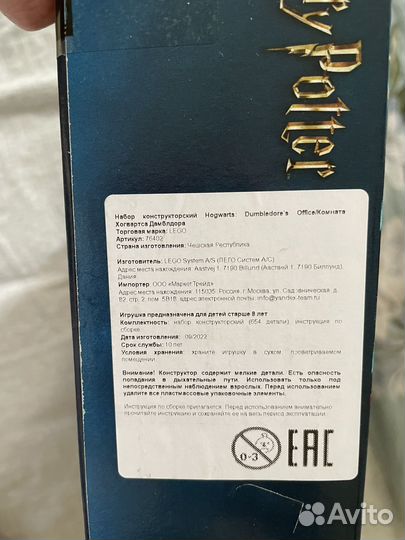 Harry Potter
Набор конструкторский Hogwarts: Dumbledore's Office/Комната
Хогвартса Дамблдора
Торговая марка: LEGO
Артикул: 76402
Страна изготовления: Чешская Республика
Изготовитель: LEGO System A/S (ЛЕГО Систем А/С)
Адрес места нахождения: Aastvej 1, 7190 Billund (Ааствий 1, 7190 Биллунд)
Дания
Импортер: ООО «Маркет.Трейд»
Адрес места нахождения: 115035, Россия, г. Москва, ул. Садовническая, д.
82, стр. 2, пом. 5В18, адрес электронной почты: info@yandex-team.ru
Игрушка предназначена для детей старше 8 лет
Комплектность: набор конструкторский (654 детали), инструкция по
сборке
Дата изготовления: 09/2022
Срок службы: 10 лет
Условия хранения: храните игрушку в сухом, проветриваемом
помещении
Внимание! Конструктор содержит мелкие детали. Есть опасность
попадания в дыхательные пути. Использовать только под
непосредственным наблюдением взрослых. Перед использованием
удалите все пластмассовые упаковочные элементы.
Инструкция по сборке прилагается. Перед использованием внимательно
прочитайте инструкцию и сохраняйте ее на весь период эксплуатации.
0-3
EAC
Avito